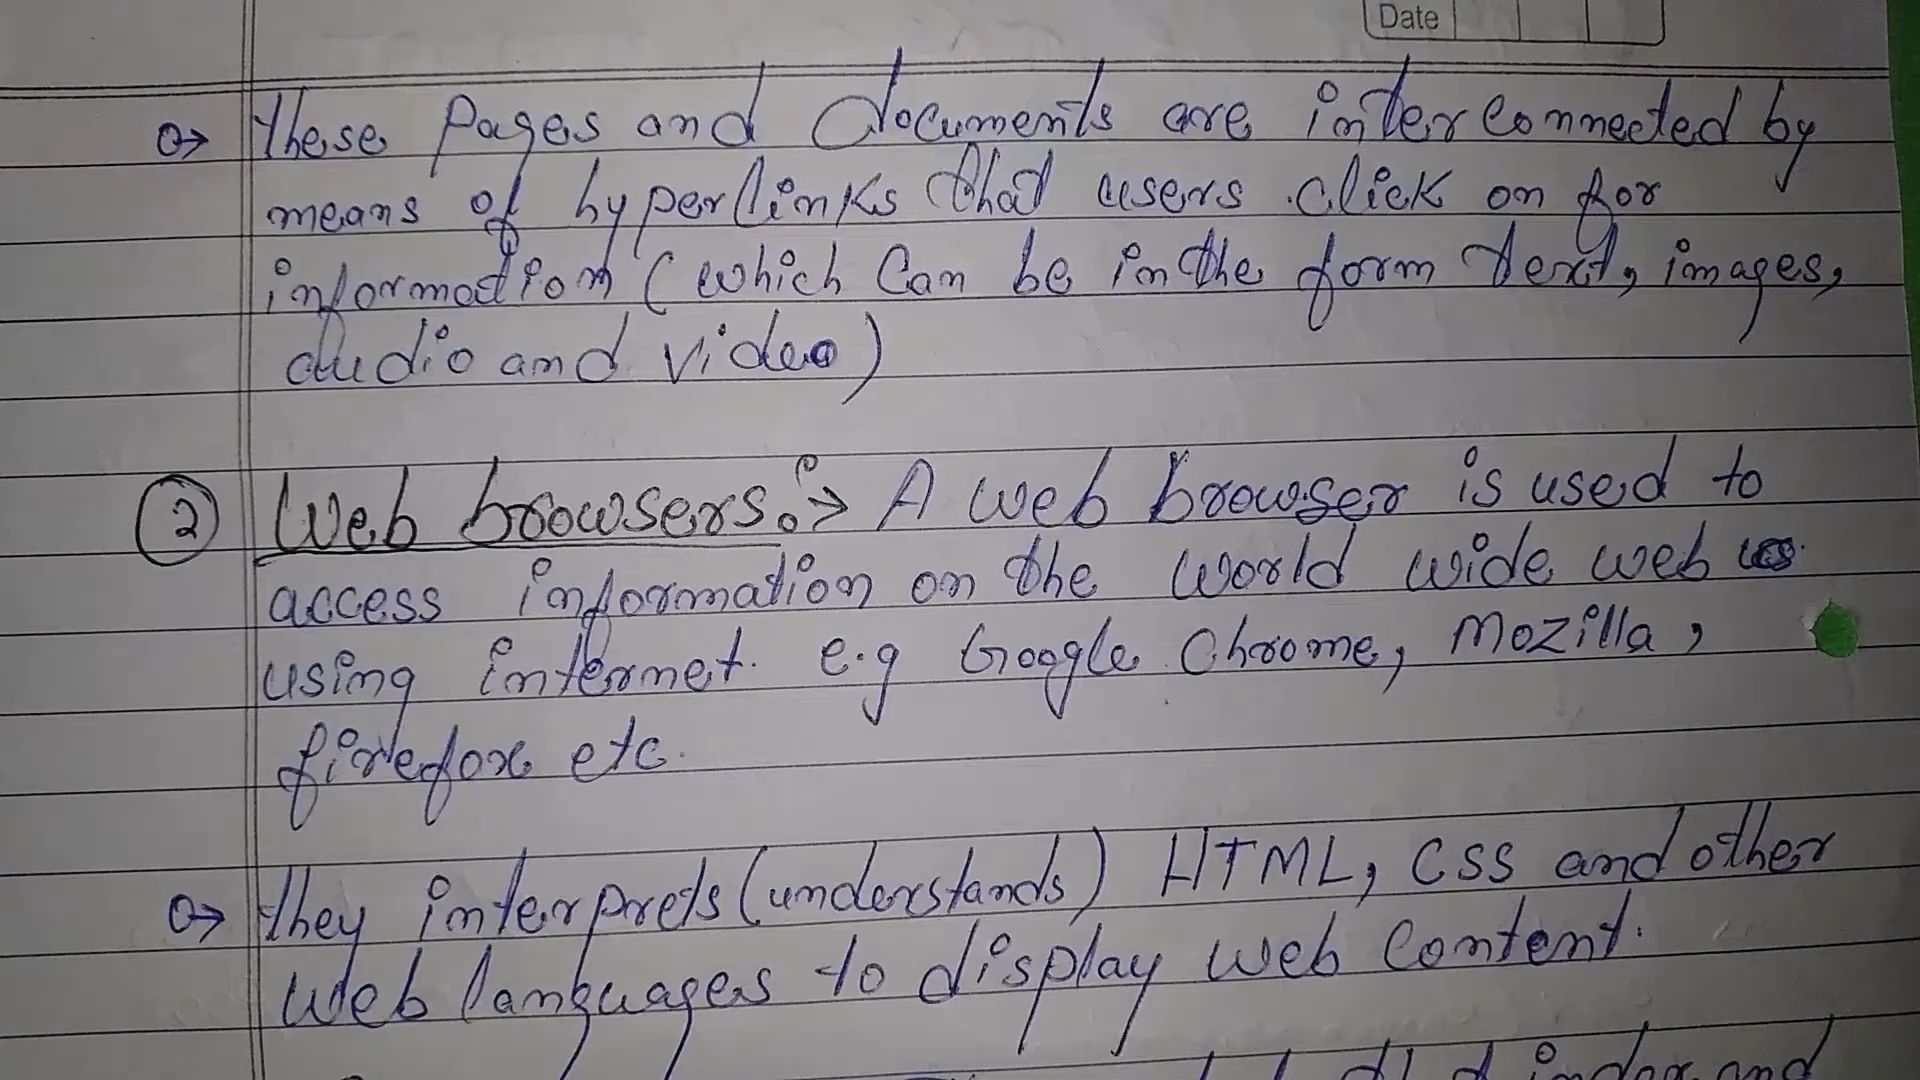 Date
→ these Pages and documents are interconnected by
means of hyperlinks that users click on for
information (which Can be in the form text, images,
audio and video)
② Web browsers :→ A web browser is used to
access information on the world wide web
using internet. e.g Google Chrome, Mozilla,
firefox etc.
→ they interprets (understands) HTML, CSS and other
Web languages to display web Content.
and